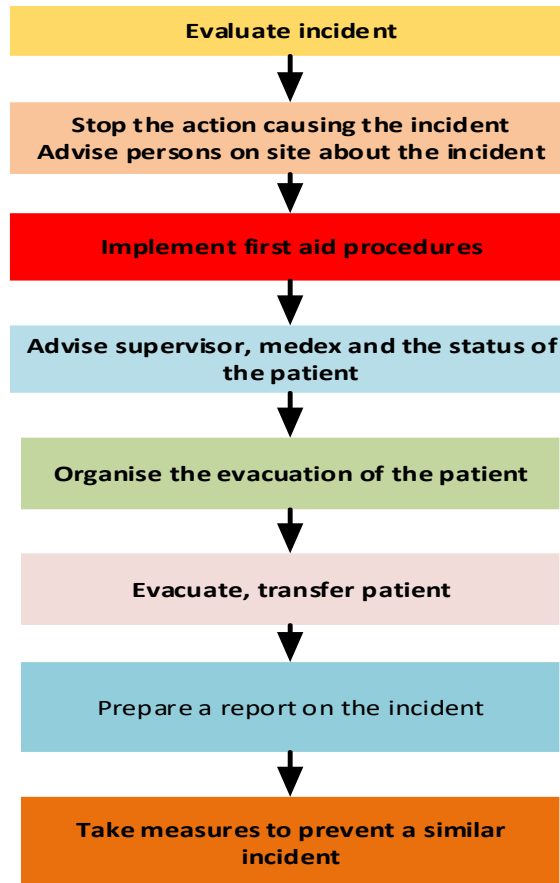 Evaluate incident
Stop the action causing the incident
Advise persons on site about the incident
Implement first aid procedures
Advise supervisor, medex and the status of
the patient
Organise the evacuation of the patient
Evacuate, transfer patient
Prepare a report on the incident
Take measures to prevent a similar
incident